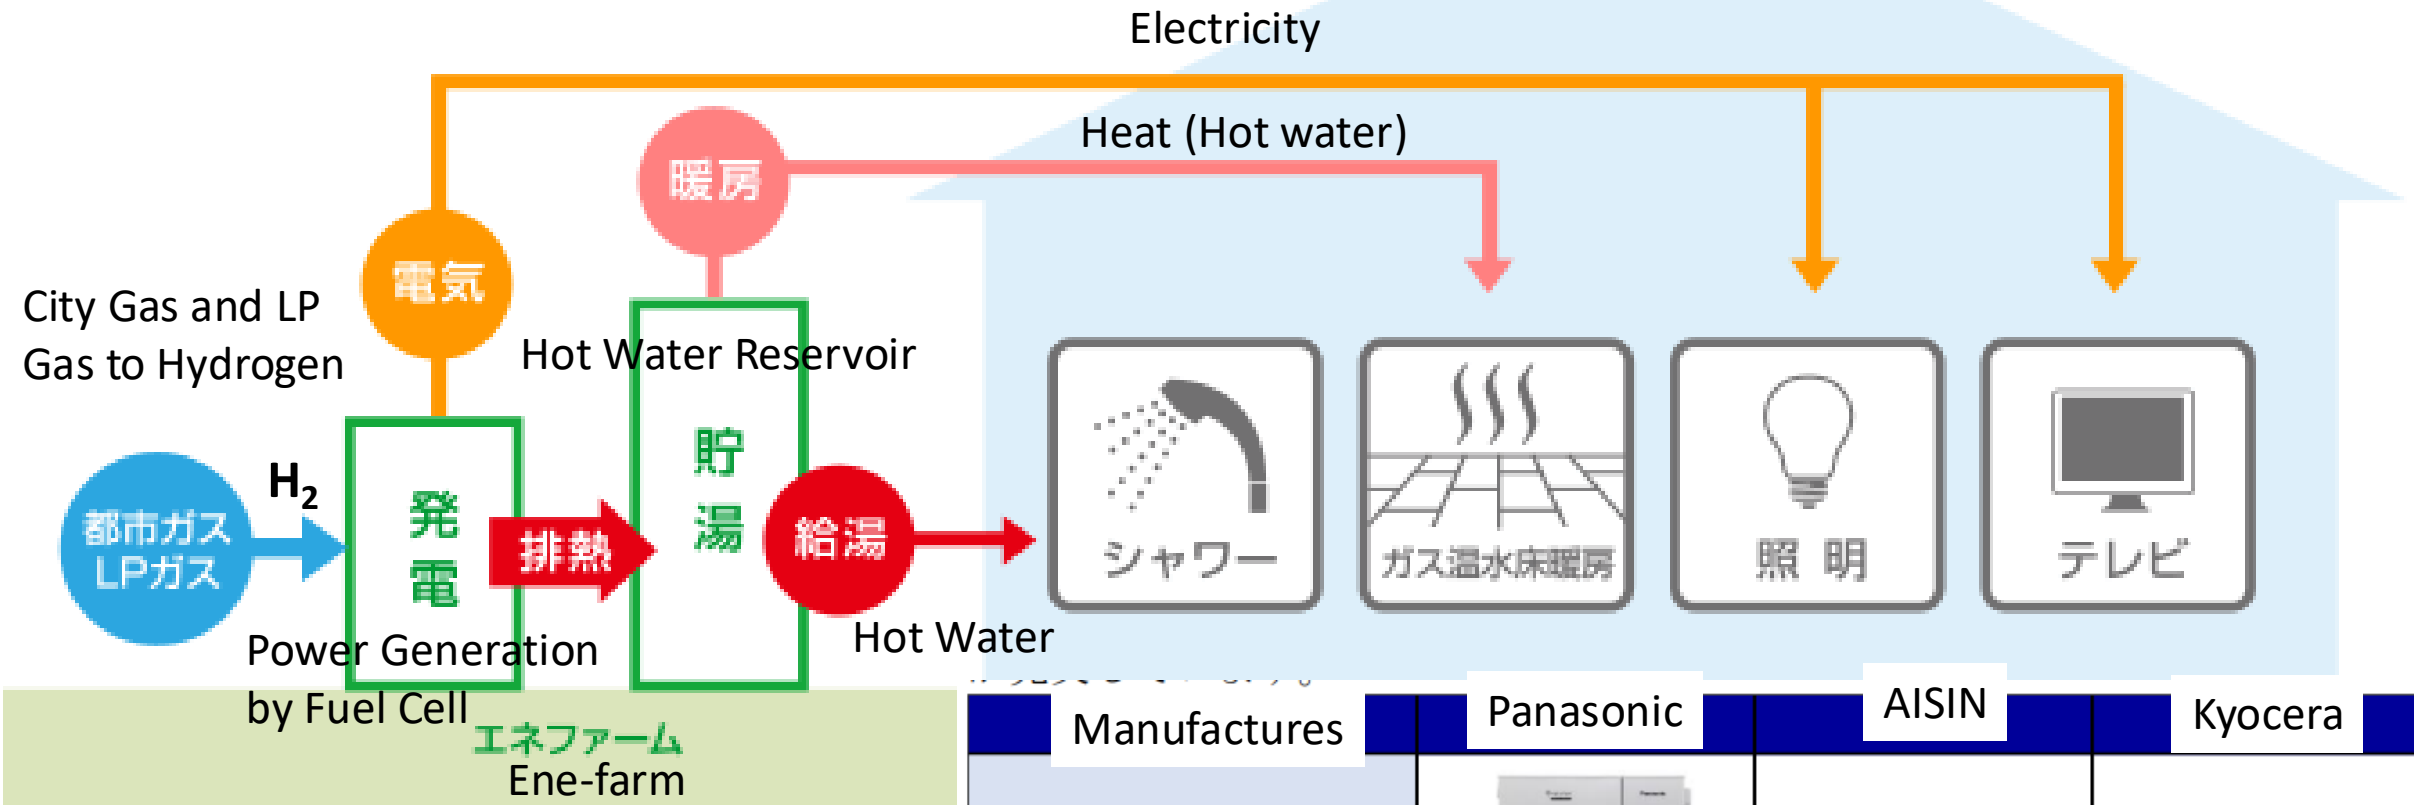 Electricity
Heat (Hot water)
暖房
電気
City Gas and LP
Gas to Hydrogen
Hot Water Reservoir
H₂
都市ガス
LPガス
発電
排熱
貯湯
給湯
シャワー
ガス温水床暖房
照 明
テレビ
Power Generation
by Fuel Cell
Hot Water
エネファーム
Ene-farm
Manufactures
Panasonic
AISIN
Kyocera